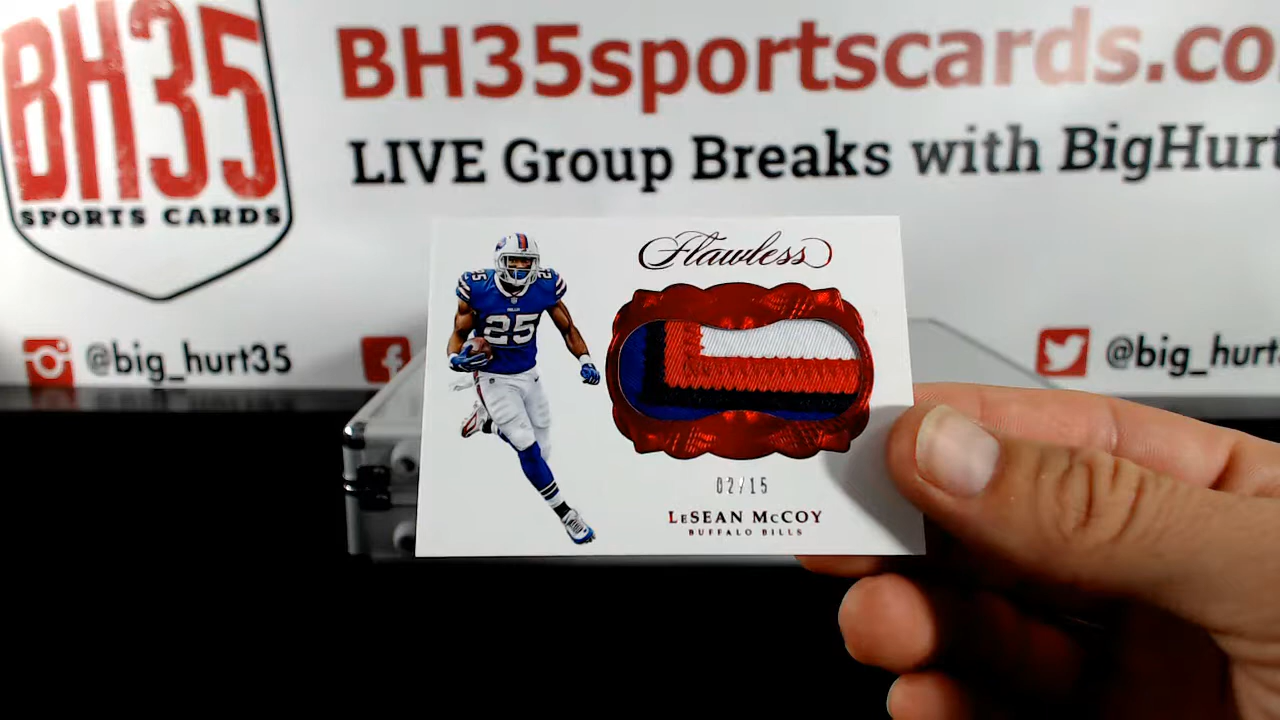 BH35
SPORTS CARDS
BH35sportscards.co
LIVE Group Breaks with BigHurt
@big_hurt35
@big_hurt
Flawless
25
25
02/15
LeSEAN McCOY
BUFFALO BILLS